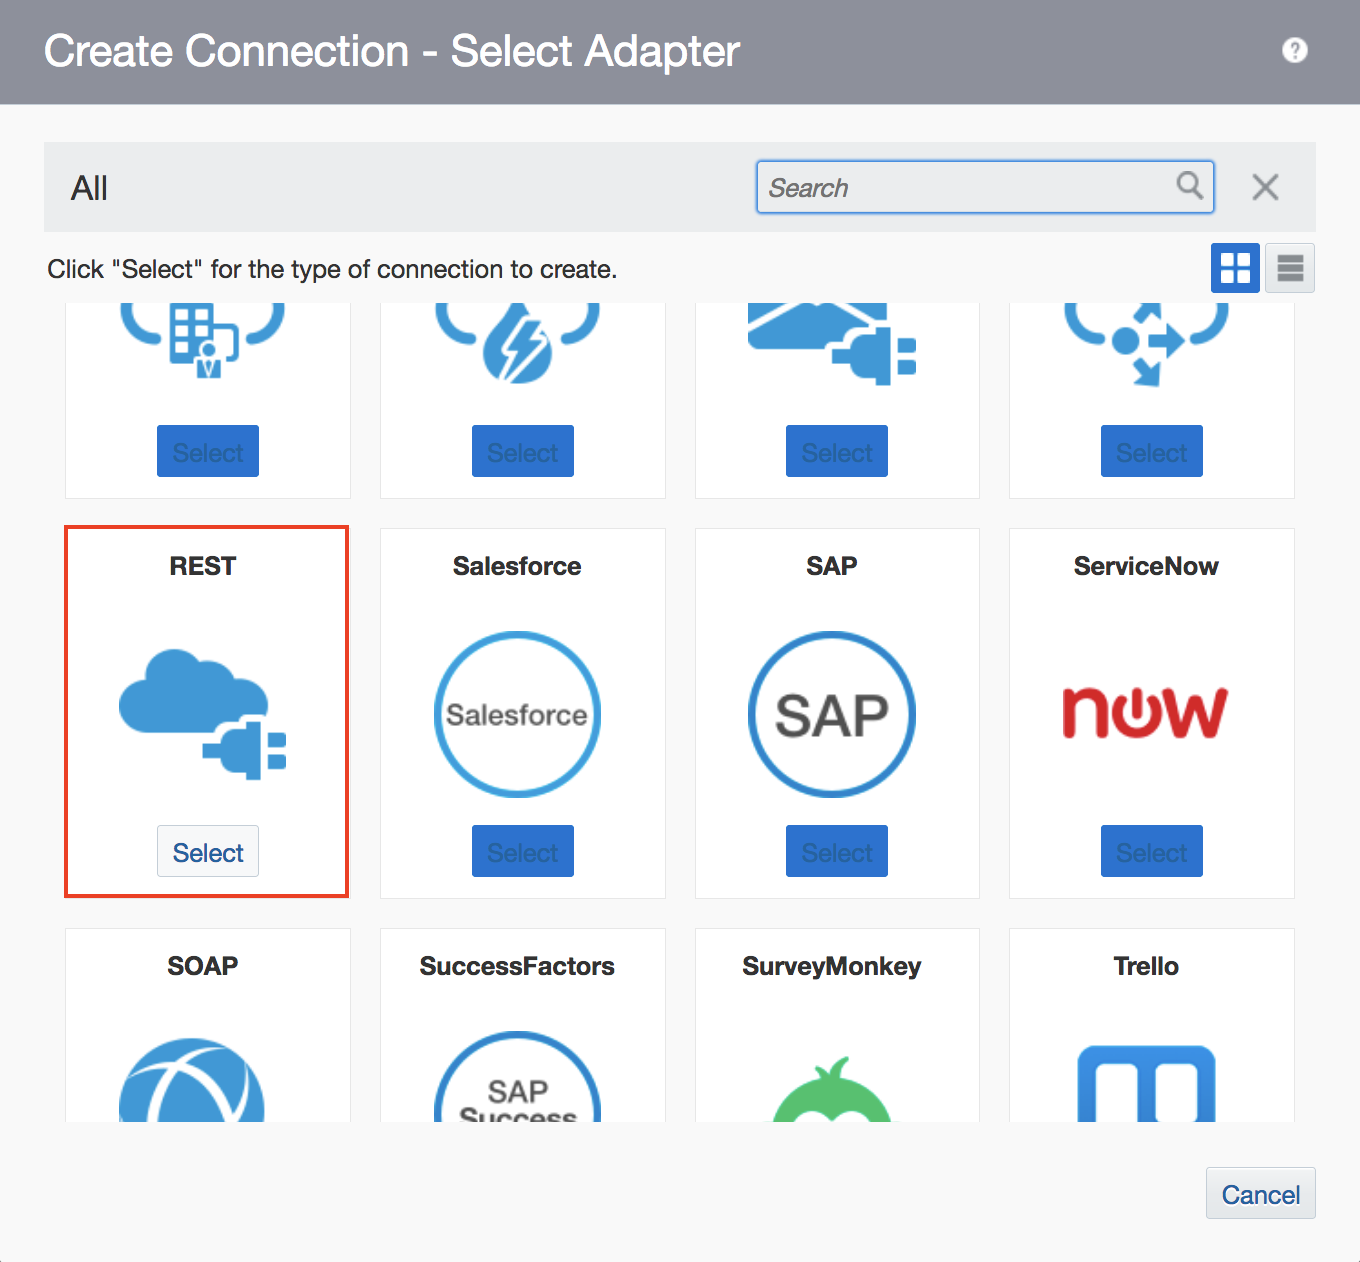 Create Connection - Select Adapter
?
All
Search
Click "Select" for the type of connection to create.
Select Select Select Select
REST Salesforce SAP ServiceNow
Salesforce SAP now
Select Select Select Select
SOAP SuccessFactors SurveyMonkey Trello
SAP
Success
Cancel